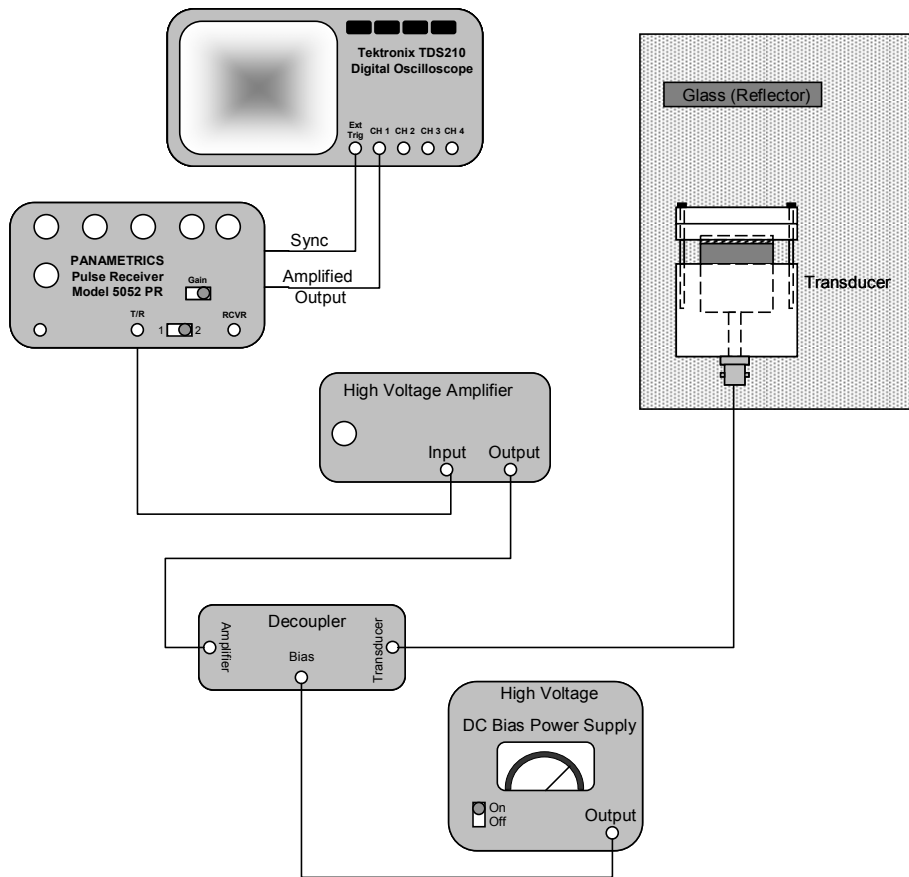 Tektronix TDS210
Digital Oscilloscope
Ext
Trig
CH 1
CH 2
CH 3
CH 4
Glass (Reflector)
PANAMETRICS
Pulse Receiver
Model 5052 PR
Gain
T/R
1
2
RCVR
Sync
Amplified
Output
Transducer
High Voltage Amplifier
Input
Output
Decoupler
Amplifier
Bias
Transducer
High Voltage
DC Bias Power Supply
On
Off
Output